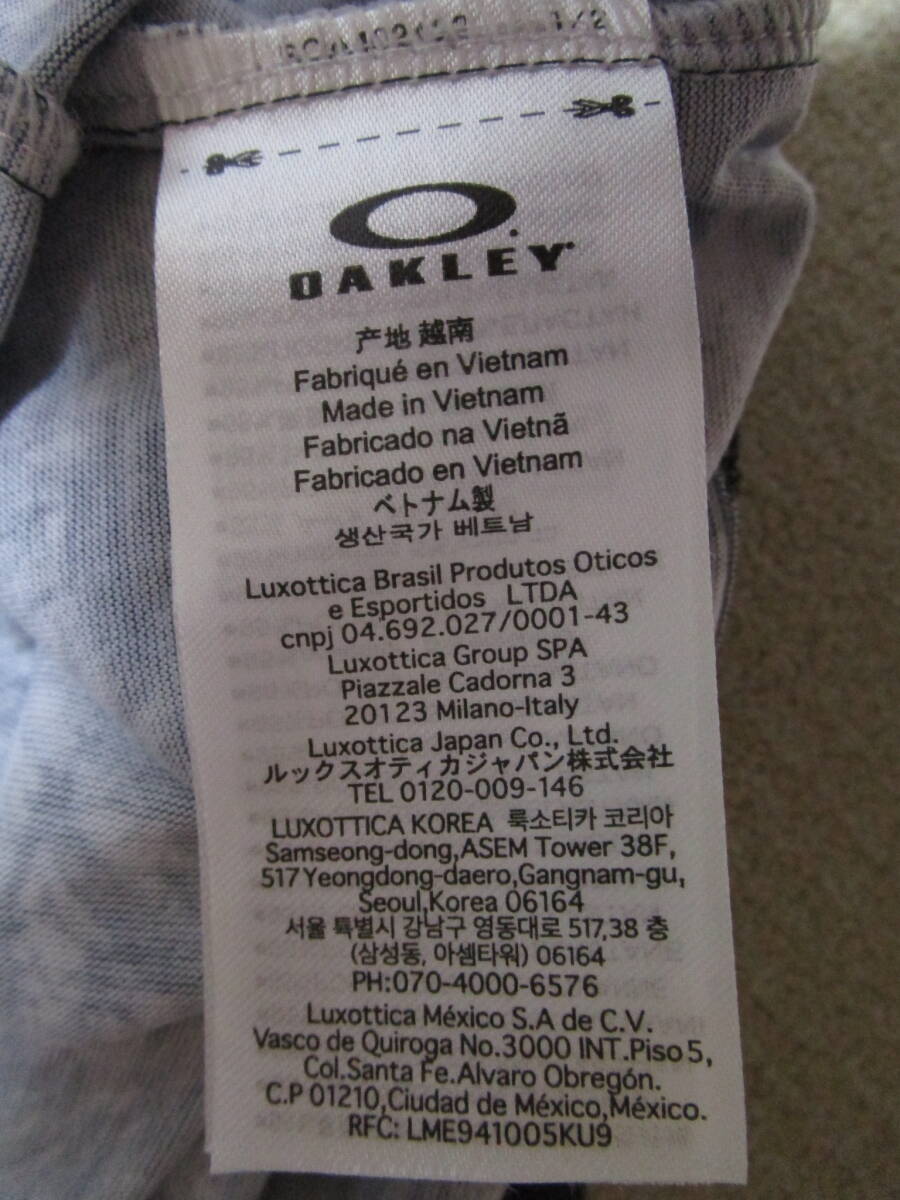 1/2
OAKLEY
产地 越南
Fabriqué en Vietnam
Made in Vietnam
Fabricado na Vietnã
Fabricado en Vietnam
ベトナム製
생산국가 베트남
Luxottica Brasil Produtos Oticos
e Esportidos LTDA
cnpj 04.692.027/0001-43
Luxottica Group SPA
Piazzale Cadorna 3
20123 Milano-Italy
Luxottica Japan Co., Ltd.
ルックスオティカジャパン株式会社
TEL 0120-009-146
LUXOTTICA KOREA 룩소티카 코리아
Samseong-dong,ASEM Tower 38F,
517 Yeongdong-daero,Gangnam-gu,
Seoul,Korea 06164
서울 특별시 강남구 영동대로 517,38 층
(삼성동, 아셈타워) 06164
PH:070-4000-6576
Luxottica México S.A de C.V.
Vasco de Quiroga No.3000 INT.Piso 5,
Col.Santa Fe.Alvaro Obregón.
C.P 01210,Ciudad de México,México.
RFC: LME941005KU9